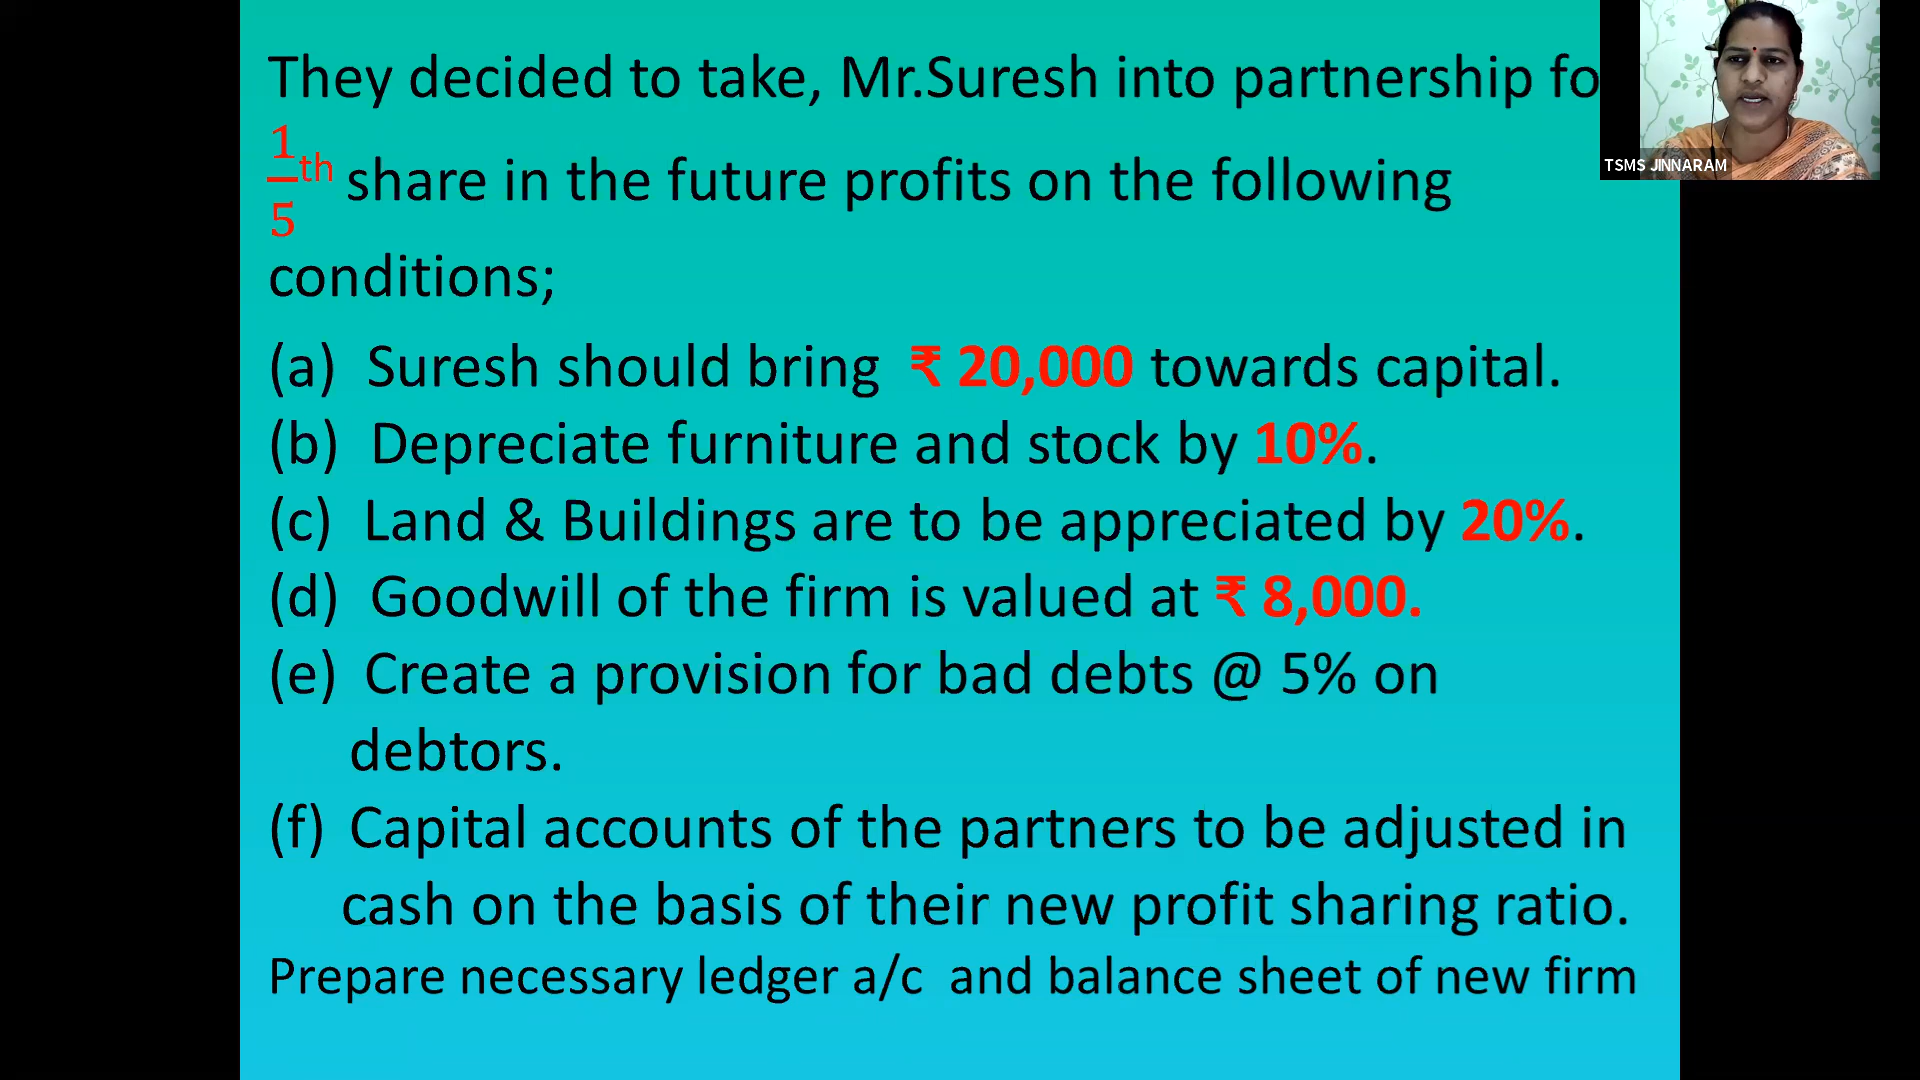 They decided to take, Mr.Suresh into partnership fo
1/5 th share in the future profits on the following
conditions;
(a) Suresh should bring ₹ 20,000 towards capital.
(b) Depreciate furniture and stock by 10%.
(c) Land & Buildings are to be appreciated by 20%.
(d) Goodwill of the firm is valued at ₹ 8,000.
(e) Create a provision for bad debts @ 5% on
debtors.
(f) Capital accounts of the partners to be adjusted in
cash on the basis of their new profit sharing ratio.
Prepare necessary ledger a/c and balance sheet of new firm
TSMS JINNARAM